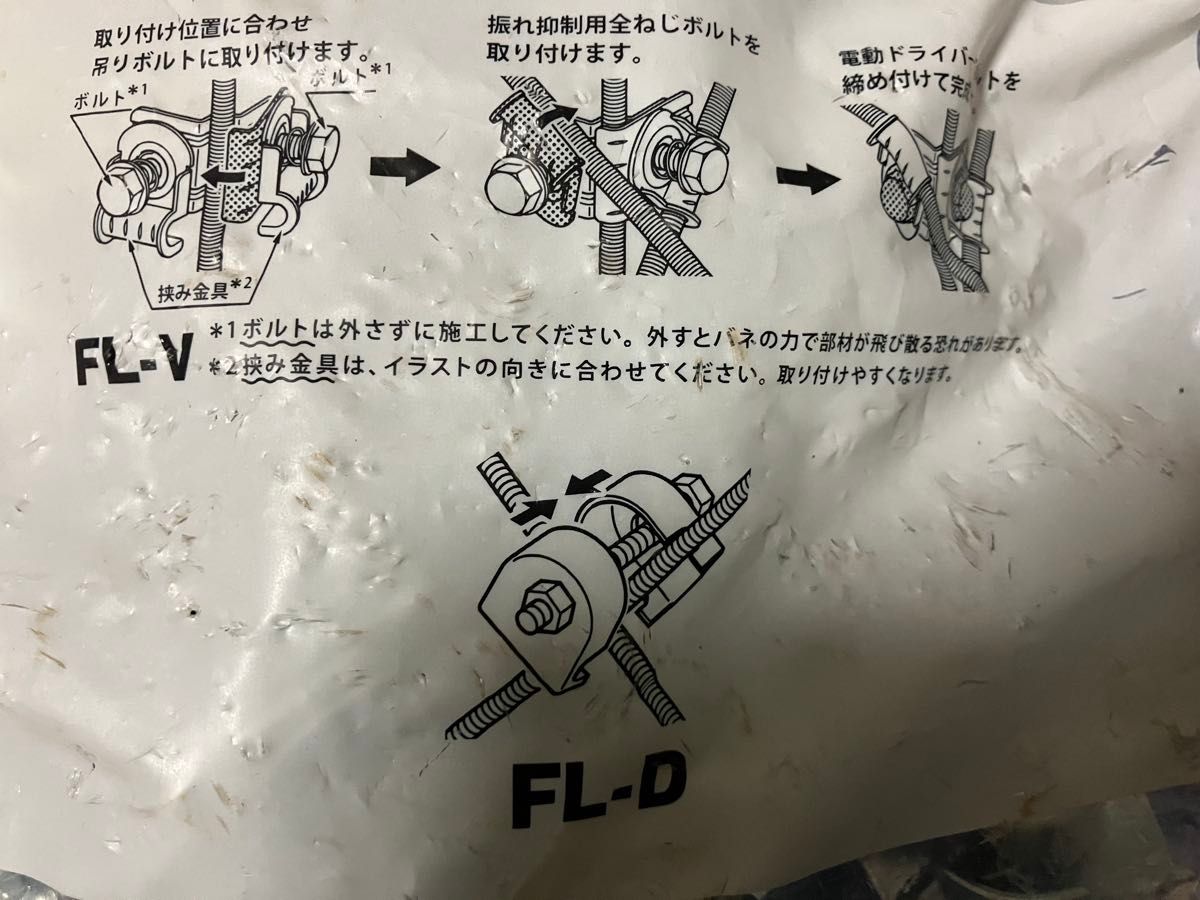 取り付け位置に合わせ
吊りボルトに取り付けます。
ボルト*1
ボルト*1
挟み金具*2
振れ抑制用全ねじボルトを
取り付けます。
電動ドライバ
締め付けて完
トを
FL-V
*1ボルトは外さずに施工してください。外すとバネの力で部材が飛び散る恐れがあります。
*2挟み金具は、イラストの向きに合わせてください。取り付けやすくなります。
FL-D